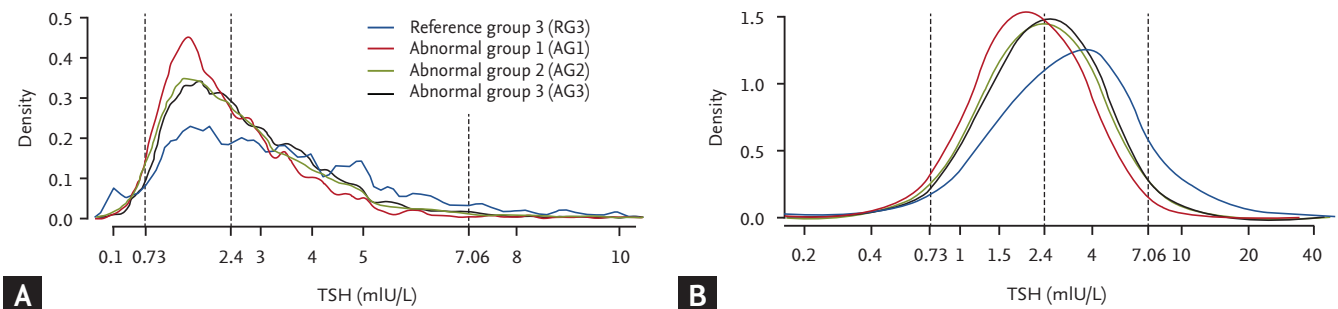 0.5
0.4
0.3
0.2
0.1
0.0
Density
0.1 0.73 2.4 3 4 5 7.06 8 10
TSH (mIU/L)
Reference group 3 (RG3)
Abnormal group 1 (AG1)
Abnormal group 2 (AG2)
Abnormal group 3 (AG3)
A
1.5
1.0
0.5
0.0
Density
0.2 0.4 0.73 1 1.5 2.4 4 7.06 10 20 40
TSH (mIU/L)
B